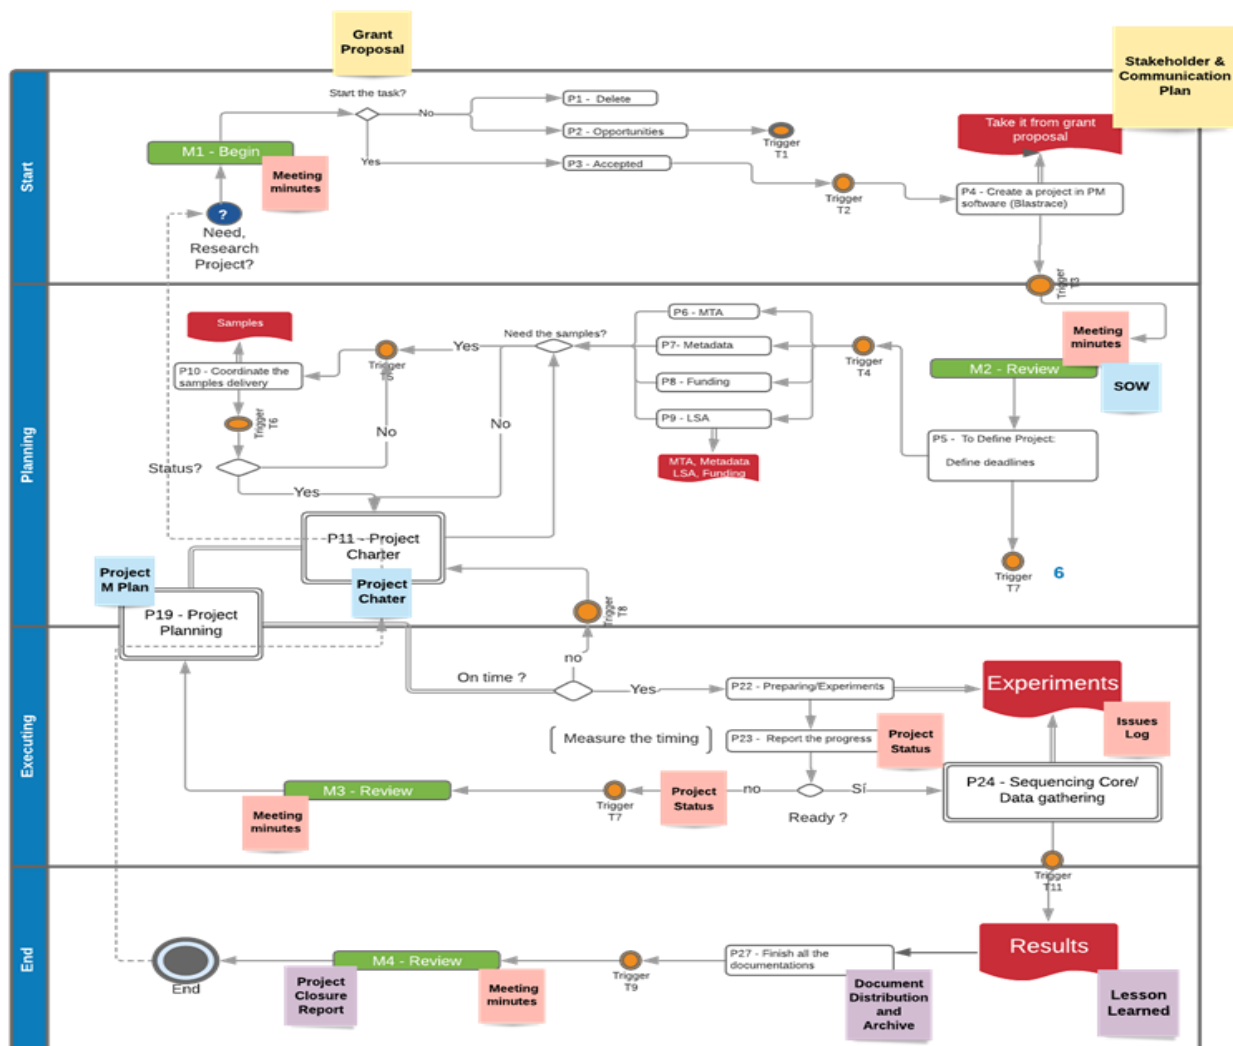 Grant
Proposal
Stakeholder &
Communication
Plan
Start
Start the task?
No
Yes
P1 - Delete
P2 - Opportunities
P3 - Accepted
Trigger
T1
Trigger
T2
Take it from grant
proposal
P4 - Create a project in PM
software (Blastrace)
M1 - Begin
Meeting
minutes
?
Need,
Research
Project?
Trigger
T3
Planning
Samples
P10 - Coordinate the
samples delivery
Trigger
T6
Status?
Yes
No
Trigger
Yes
No
Need the samples?
P6 - MTA
P7- Metadata
P8 - Funding
P9 - LSA
MTA, Metadata
LSA, Funding
Trigger
T4
Meeting
minutes
M2 - Review
SOW
P5 - To Define Project:
Define deadlines
Trigger
T7
6
P11 - Project
Charter
Project
Chater
Project
M Plan
P19 - Project
Planning
Trigger
T8
Executing
no
On time ?
Yes
P22 - Preparing/Experiments
Experiments
Issues
Log
[ Measure the timing ]
P23 - Report the progress
Project
Status
P24 - Sequencing Core/
Data gathering
M3 - Review
Meeting
minutes
Trigger
T7
Project
Status
no
Sí
Ready ?
Trigger
T11
End
Results
Lesson
Learned
P27 - Finish all the
documentations
Document
Distribution
and
Archive
Trigger
T9
M4 - Review
Meeting
minutes
Project
Closure
Report
End